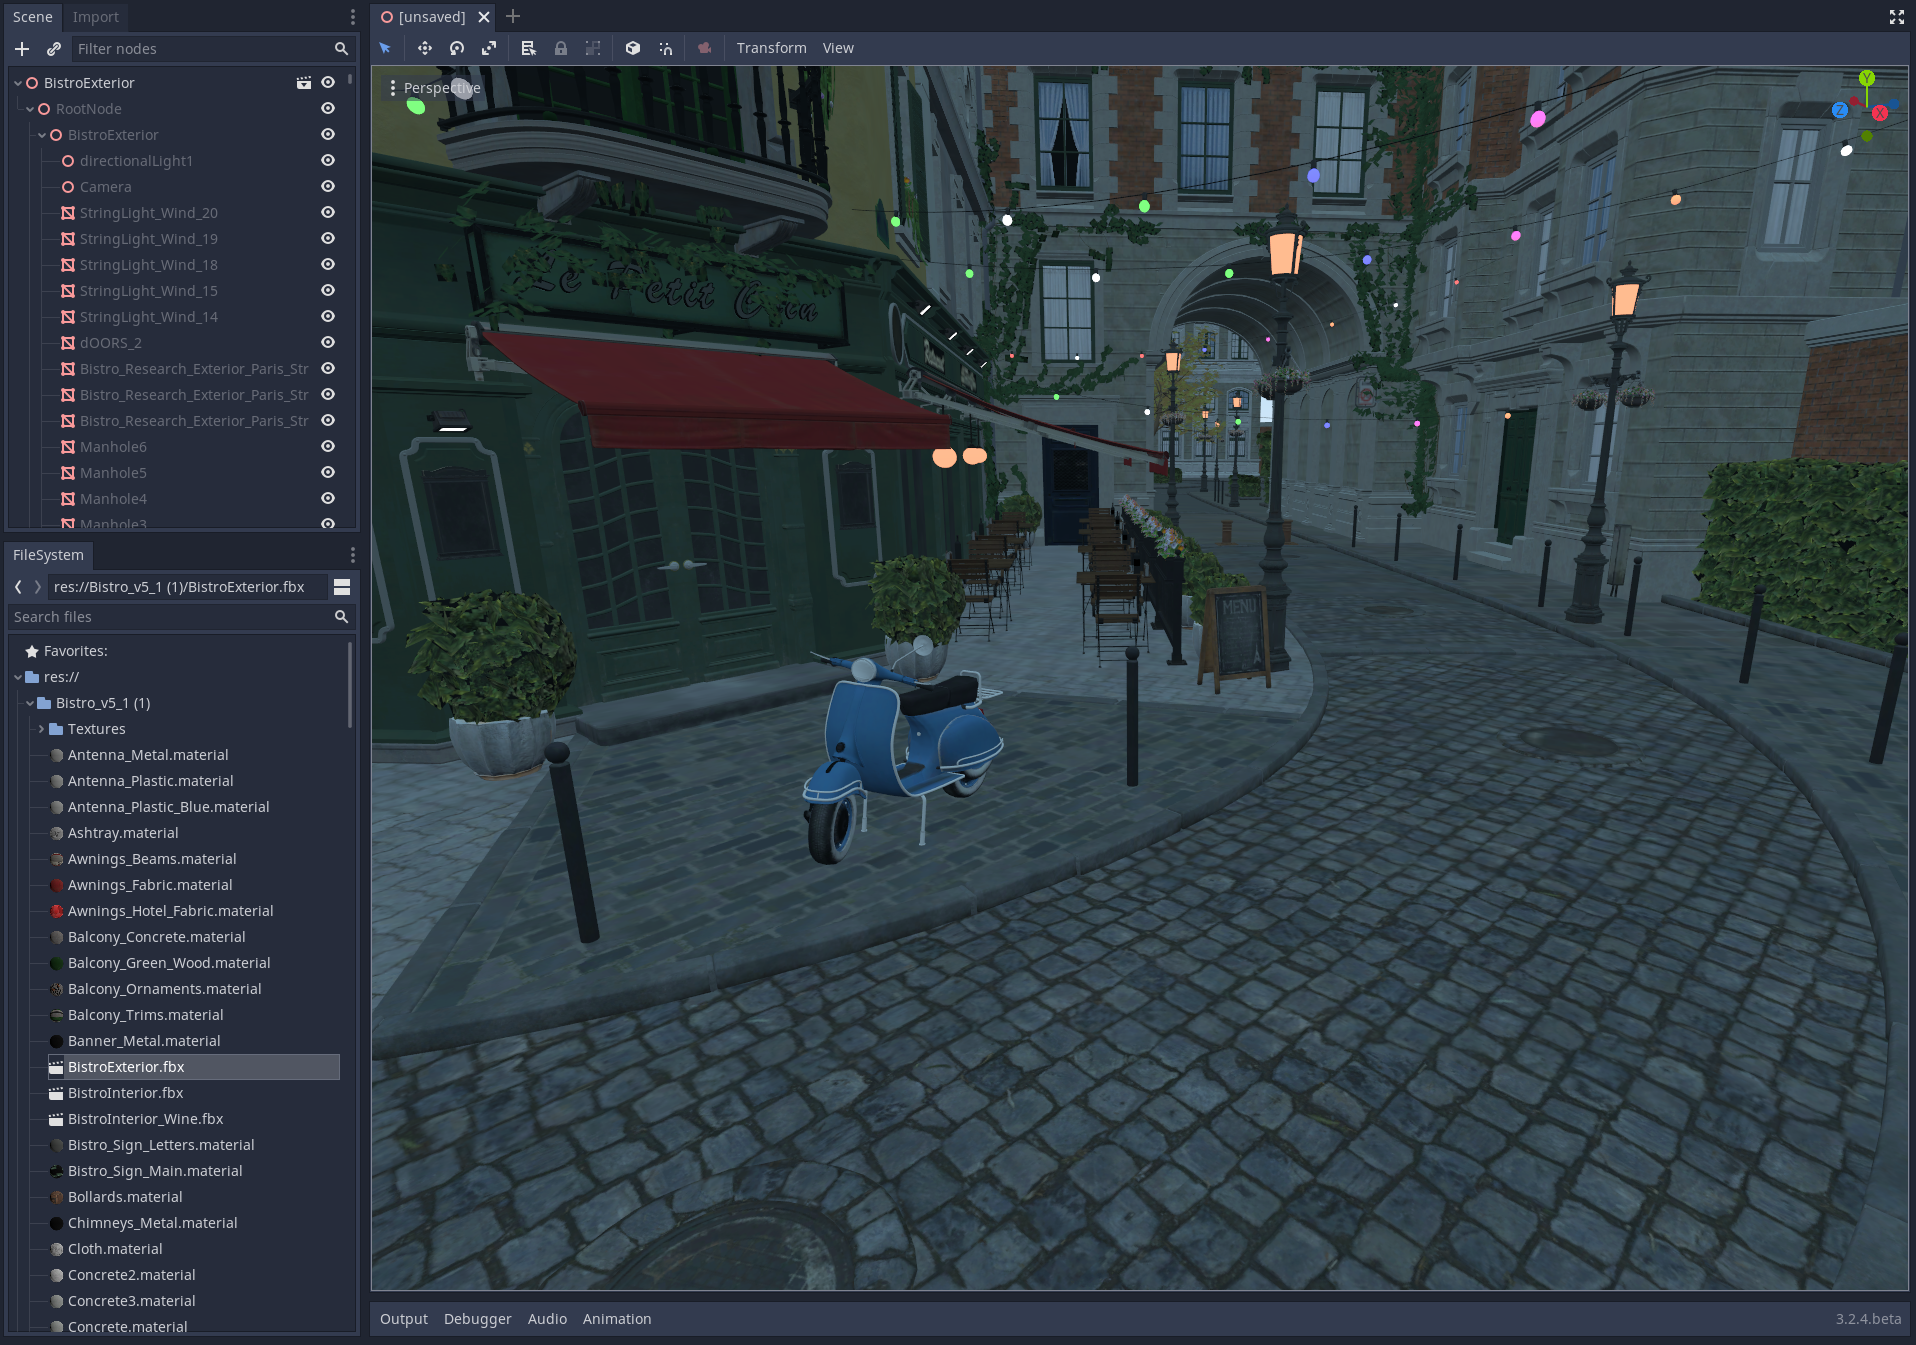 Scene
Import
Filter nodes
BistroExterior
RootNode
BistroExterior
directionalLight1
Camera
StringLight_Wind_20
StringLight_Wind_19
StringLight_Wind_18
StringLight_Wind_15
StringLight_Wind_14
dOORS_2
Bistro_Research_Exterior_Paris_Str
Bistro_Research_Exterior_Paris_Str
Bistro_Research_Exterior_Paris_Str
Manhole6
Manhole5
Manhole4
Manhole3
FileSystem
res://Bistro_v5_1 (1)/BistroExterior.fbx
Search files
Favorites:
res://
Bistro_v5_1 (1)
Textures
Antenna_Metal.material
Antenna_Plastic.material
Antenna_Plastic_Blue.material
Ashtray.material
Awnings_Beams.material
Awnings_Fabric.material
Awnings_Hotel_Fabric.material
Balcony_Concrete.material
Balcony_Green_Wood.material
Balcony_Ornaments.material
Balcony_Trims.material
Banner_Metal.material
BistroExterior.fbx
BistroInterior.fbx
BistroInterior_Wine.fbx
Bistro_Sign_Letters.material
Bistro_Sign_Main.material
Bollards.material
Chimneys_Metal.material
Cloth.material
Concrete2.material
Concrete3.material
Concrete.material
[unsaved]
Transform
View
Perspective
Y
Z
X
Le Petit Coin
MENU
Output
Debugger
Audio
Animation
3.2.4.beta